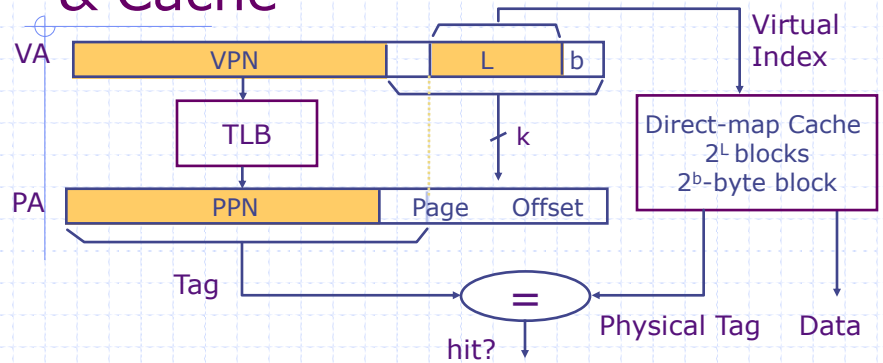 & Cache
VA
VPN
L
b
Virtual
Index
TLB
k
Direct-map Cache
2ᴸ blocks
2ᵇ-byte block
PA
PPN
Page Offset
Tag
=
Physical Tag
Data
hit?